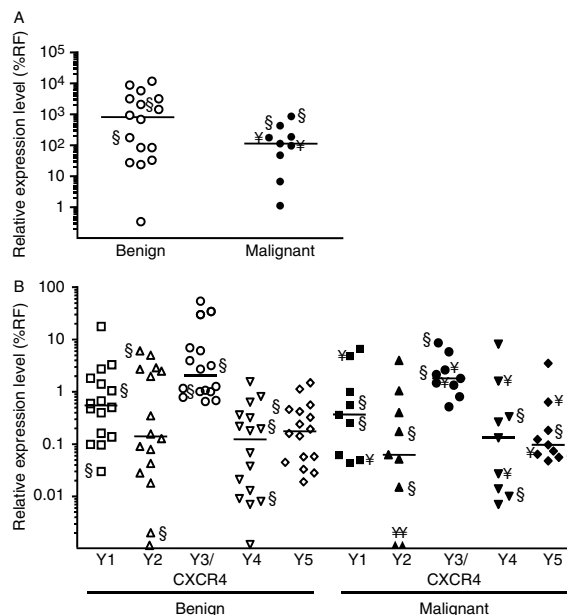 A
Relative expression level (%RF)
10⁵
10⁴
10³
10²
10¹
1
§
§
§
§
¥
¥
Benign
Malignant
B
Relative expression level (%RF)
100
10
1
0.1
0.01
§
§
§
§
§
§
§
§
¥
¥
§
§
§
§
¥¥
§
§
¥
¥
¥
§
¥
§
¥
§
¥
Y1
Y2
Y3/
Y4
Y5
Y1
Y2
Y3/
Y4
Y5
CXCR4
CXCR4
Benign
Malignant